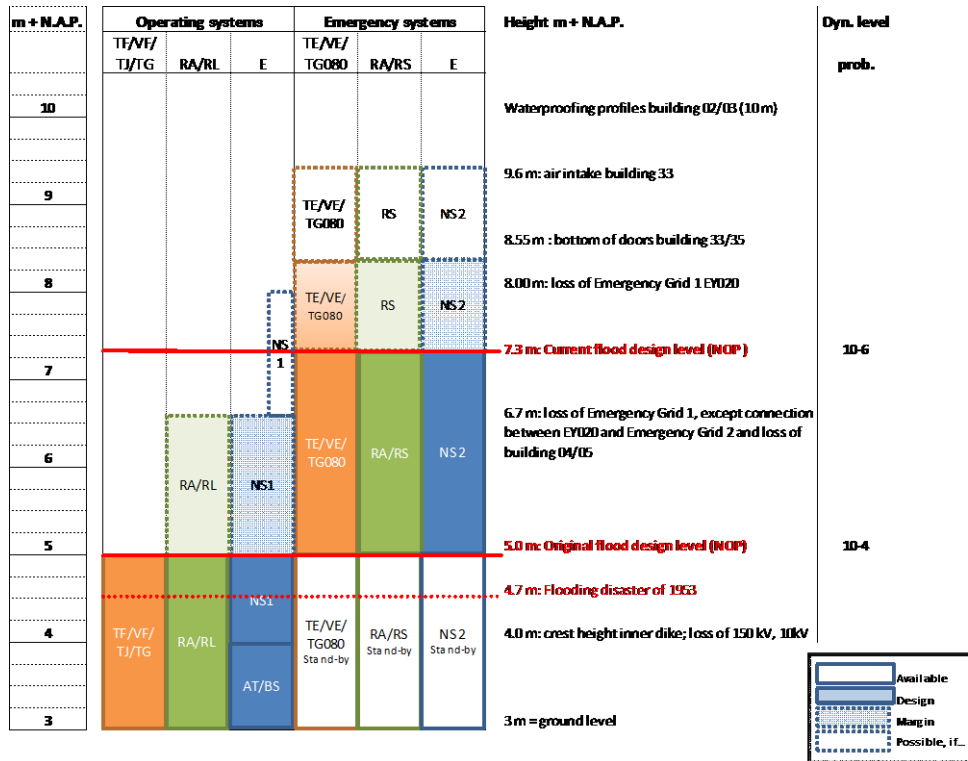 m + N.A.P. Operating systems Emergency systems Height m + N.A.P. Dyn. level
TF/VF/ TE/VE/
TJ/TG RA/RL E TG080 RA/RS E prob.
10 Waterproofing profiles building 02/03 (10 m)
9.6 m: air intake building 33
9
TE/VE/ RS NS2
TG080
8.55 m : bottom of doors building 33/35
8 8.00 m: loss of Emergency Grid 1 EY020
TE/VE/ RS NS2
TG080
NS
1
7.3 m: Current flood design level (NOP ) 10-6
7
6.7 m: loss of Emergency Grid 1, except connection
between EY020 and Emergency Grid 2 and loss of
building 04/05
TE/VE/ RA/RS NS2
TG080
6
RA/RL NS1
5 5.0 m: Original flood design level (NOP) 10-4
4.7 m: Flooding disaster of 1953
NS1
4 TF/VF/ RA/RL TE/VE/ RA/RS NS2 4.0 m: crest height inner dike; loss of 150 kV, 10kV
TJ/TG TG080 Stand-by Stand-by
Stand-by
AT/BS
3 3 m = ground level
Available
Design
Margin
Possible, if...